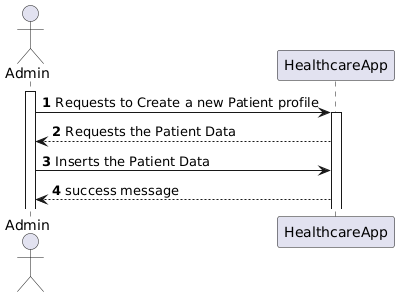 Admin
HealthcareApp
1 Requests to Create a new Patient profile
2 Requests the Patient Data
3 Inserts the Patient Data
4 success message
Admin
HealthcareApp